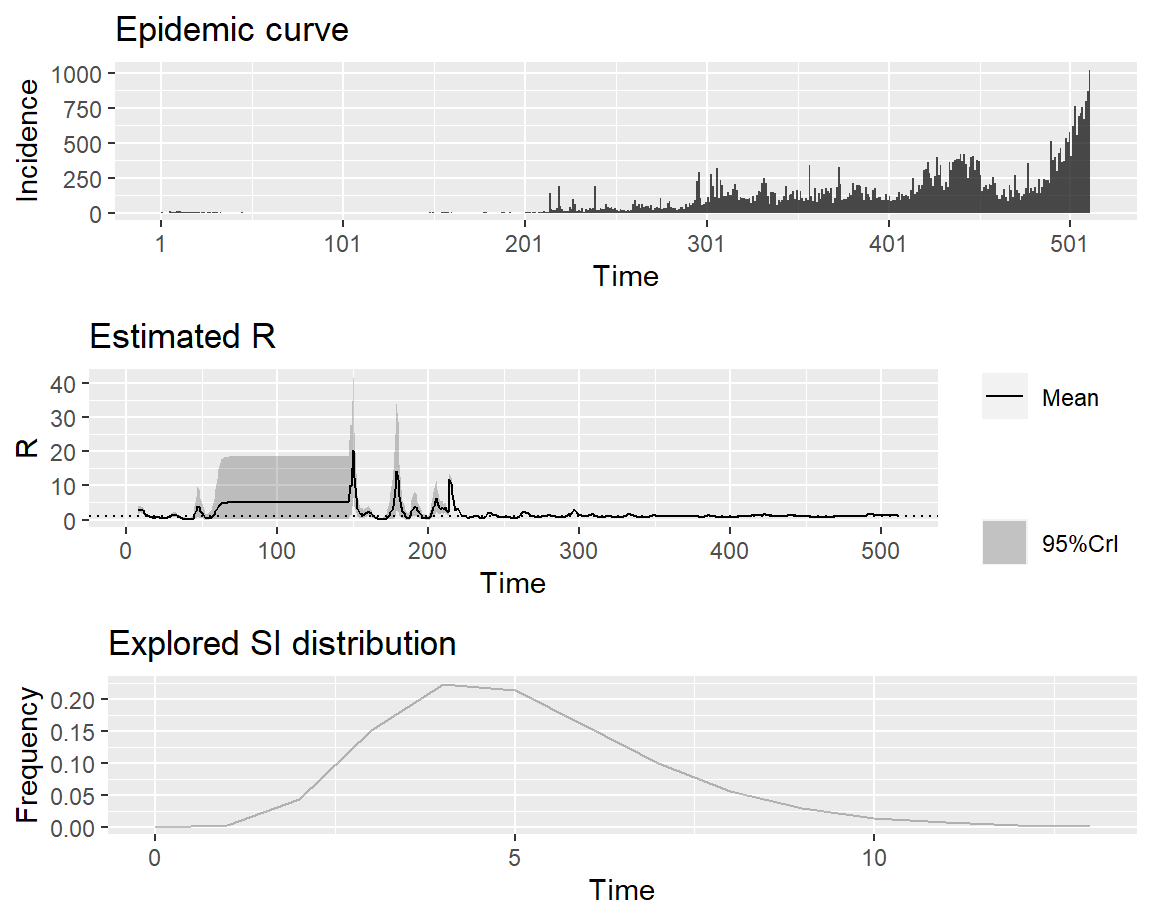 Epidemic curve
1000
750
500
250
0
Incidence
1 101 201 301 401 501
Time
Estimated R
40
30
20
10
0
R
0 100 200 300 400 500
Time
Mean
95%CrI
Explored SI distribution
0.20
0.15
0.10
0.05
0.00
Frequency
0 5 10
Time